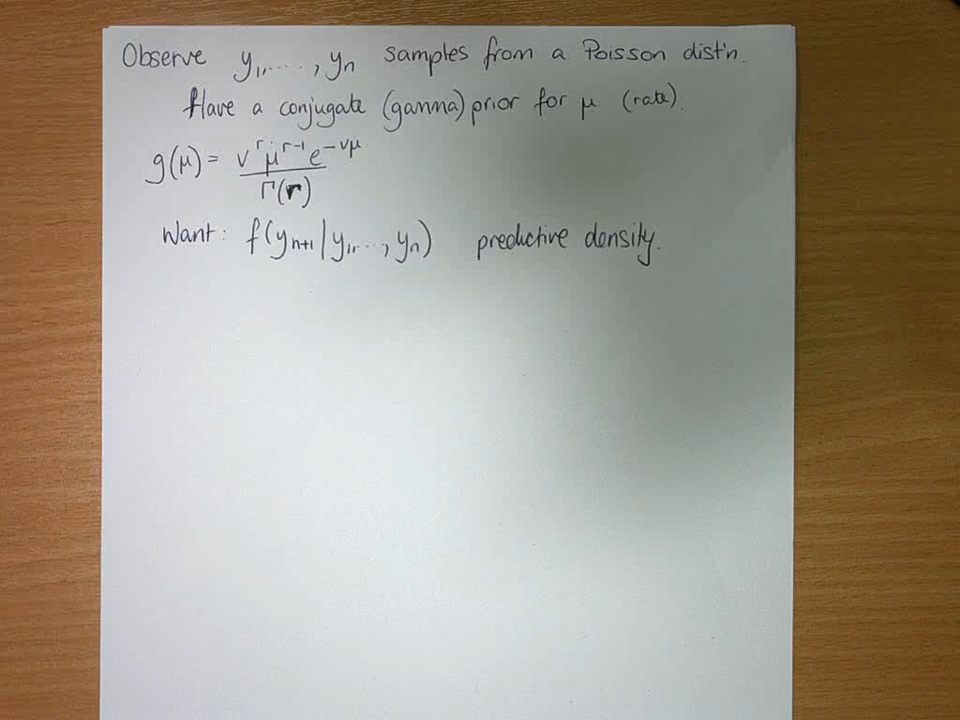 Observe y₁,.....,yₙ samples from a Poisson dist'n.
Have a conjugate (gamma) prior for μ (rate).
g(μ) = v^r μ^(r-1) e^(-vμ) / Γ(r)
Want: f(yₙ₊₁ | y₁,...,yₙ) predictive density.